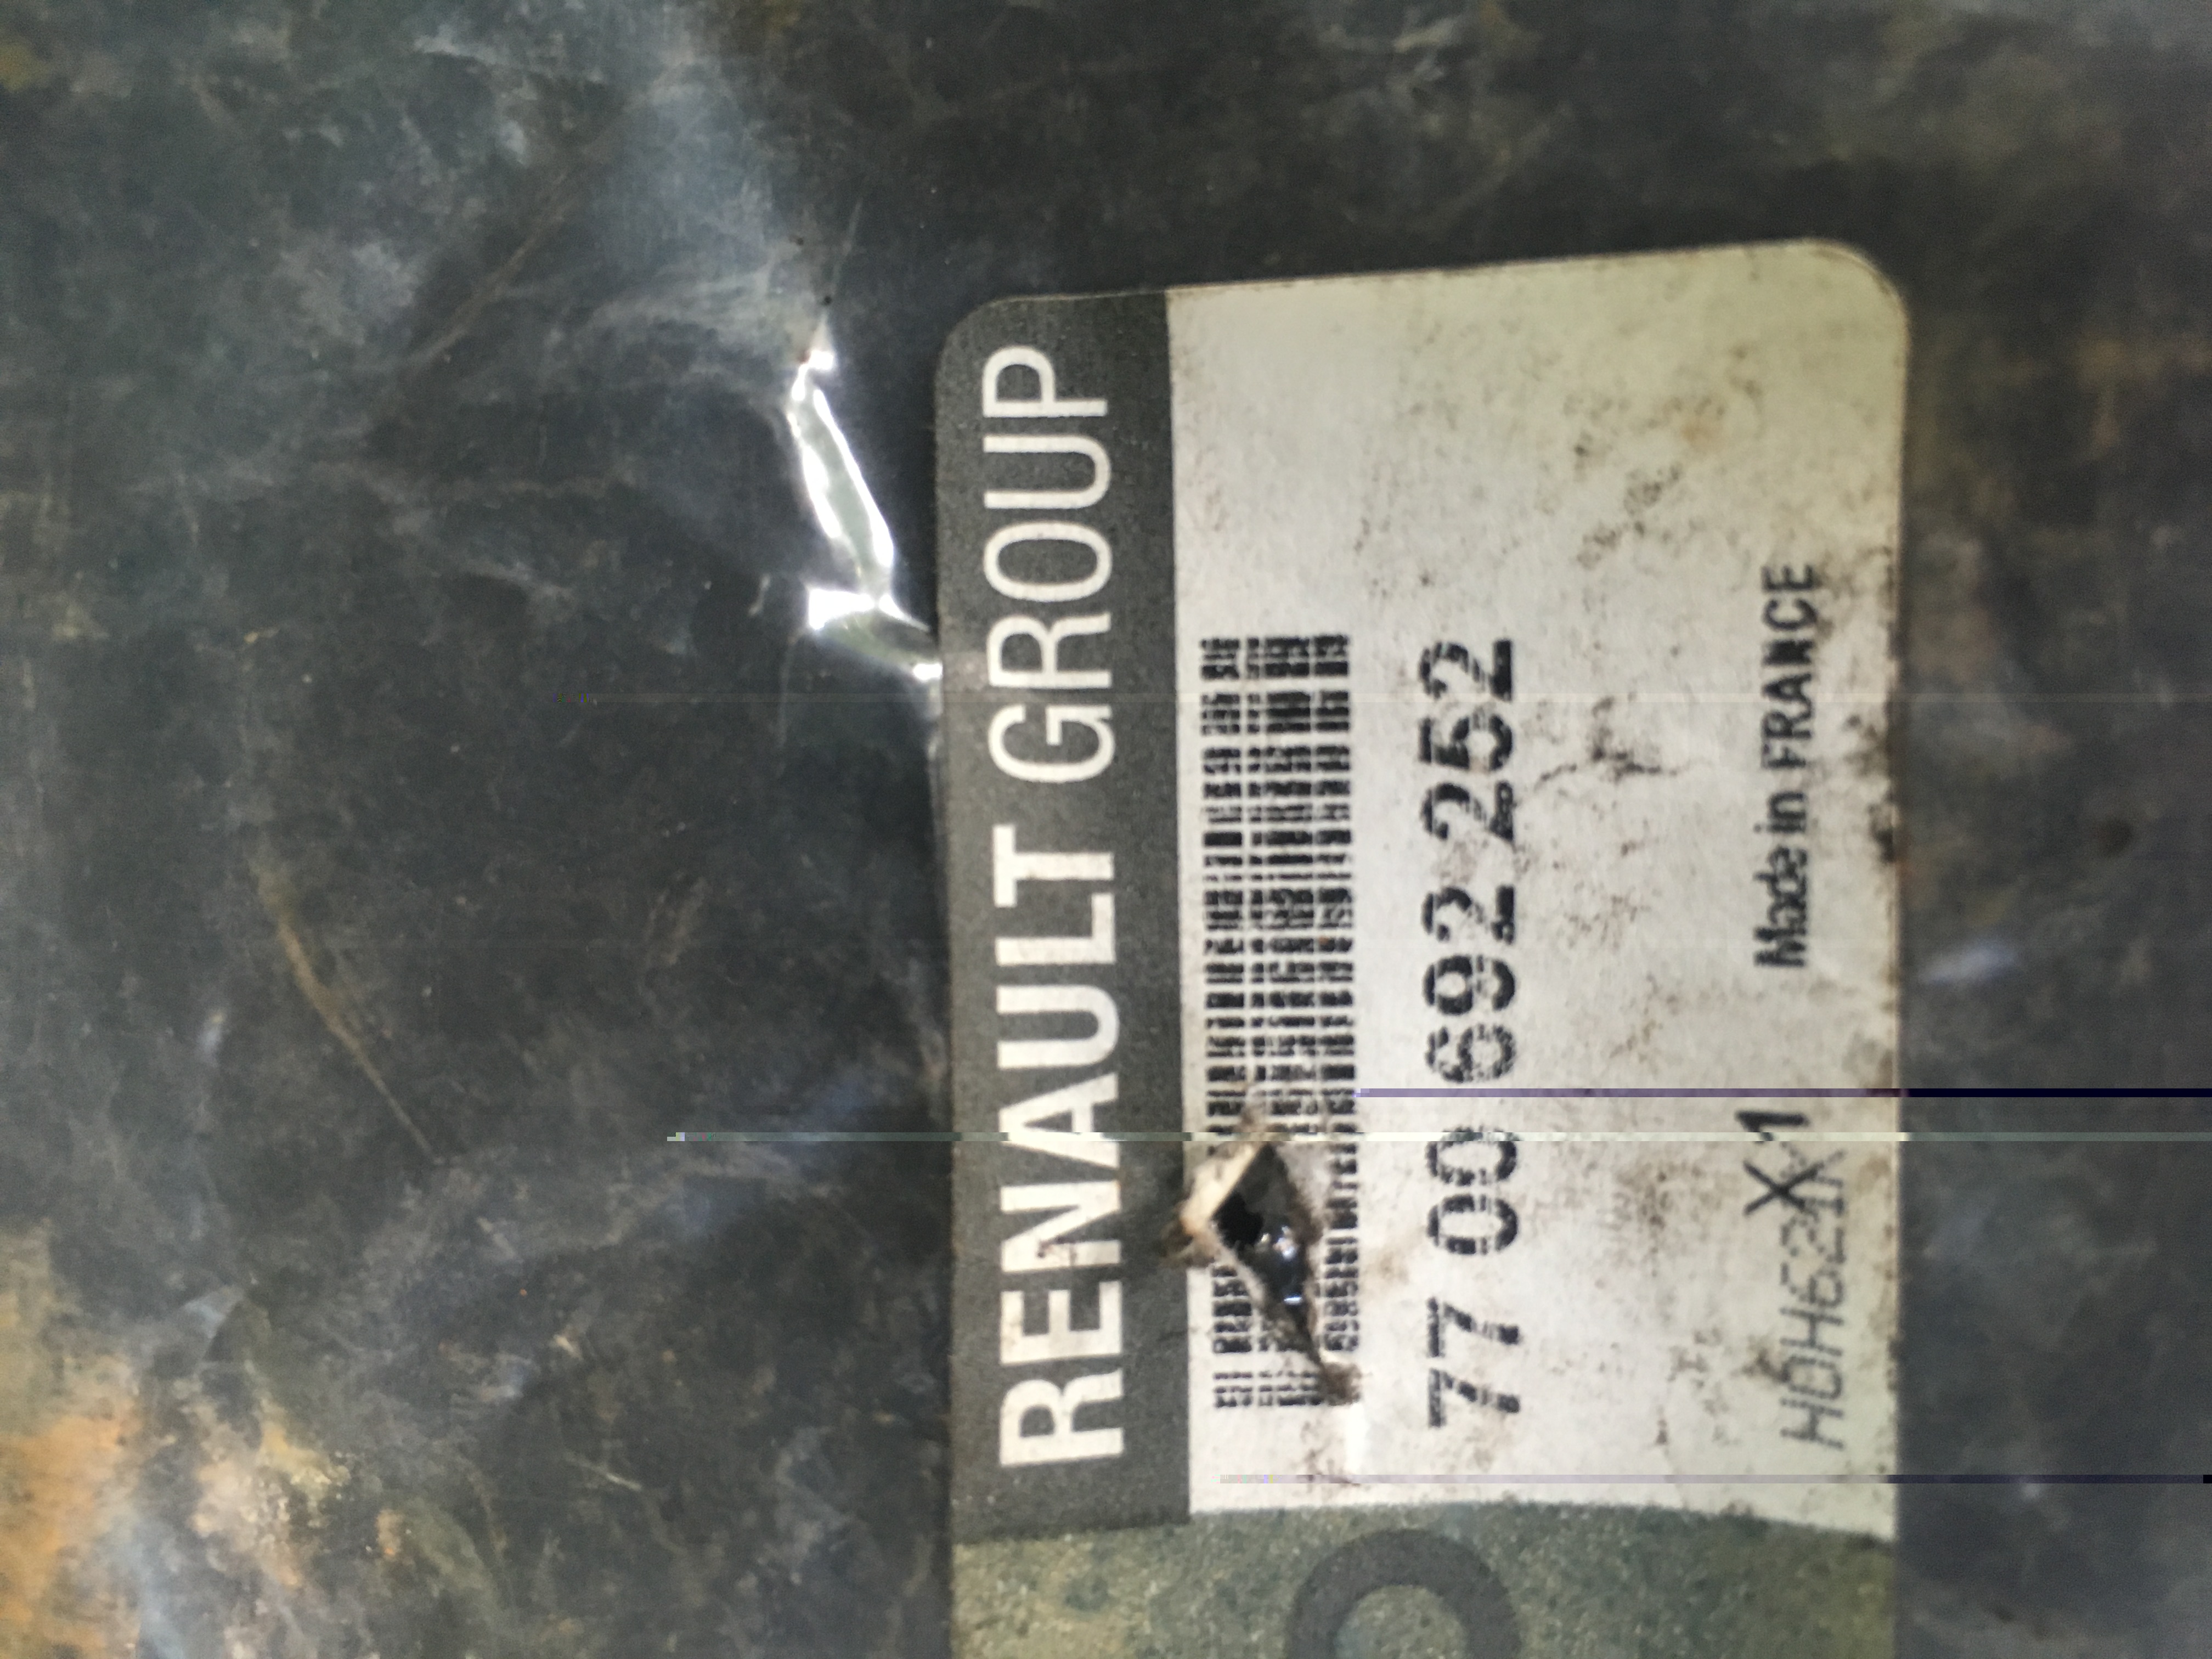 RENAULT GROUP
77 00 692 252
X1
Made in FRANCE